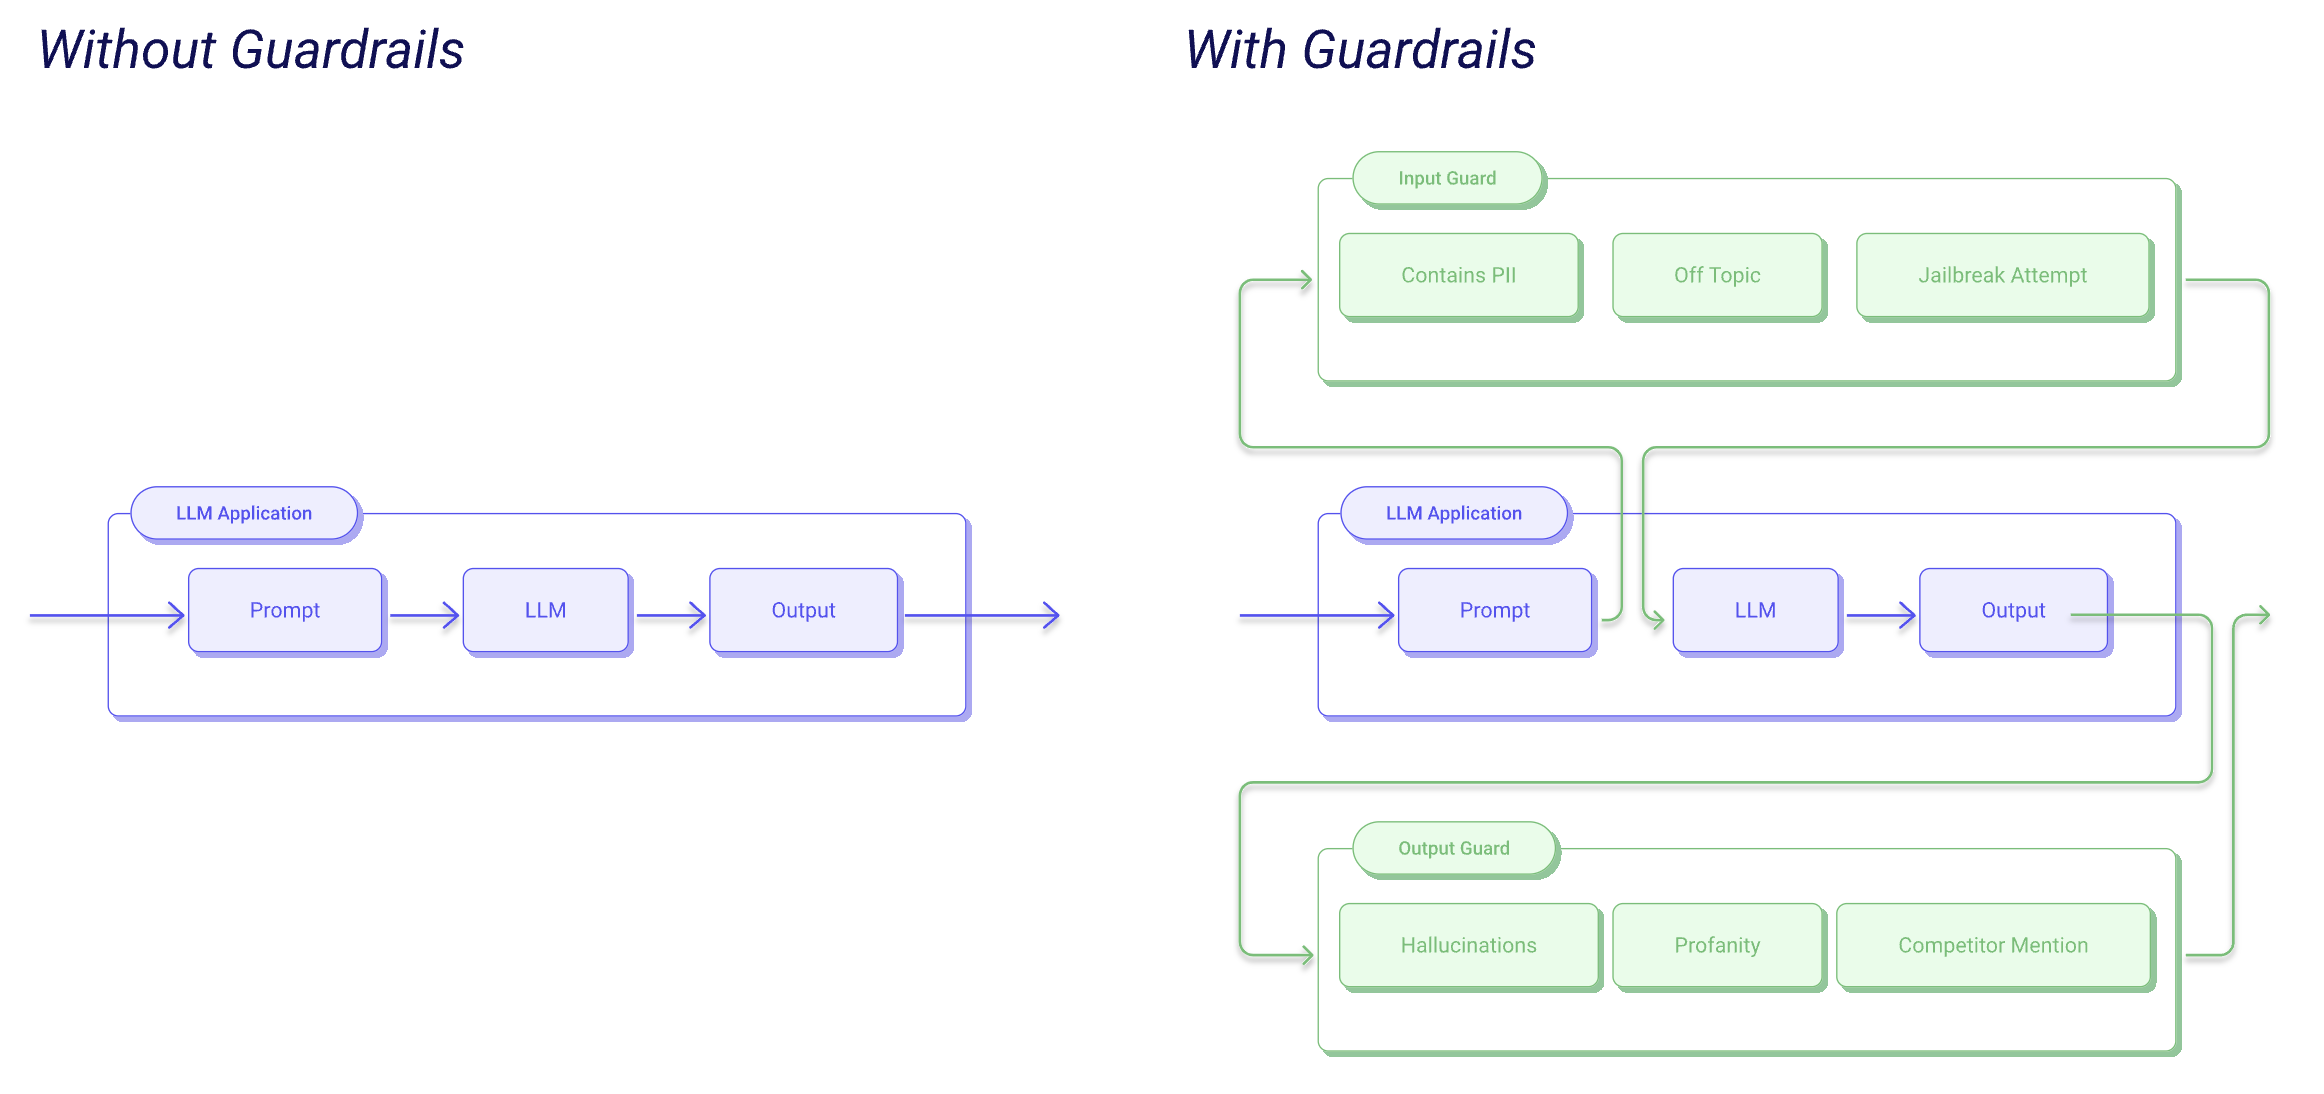 Without Guardrails
LLM Application
Prompt
LLM
Output
With Guardrails
Input Guard
Contains PII
Off Topic
Jailbreak Attempt
LLM Application
Prompt
LLM
Output
Output Guard
Hallucinations
Profanity
Competitor Mention